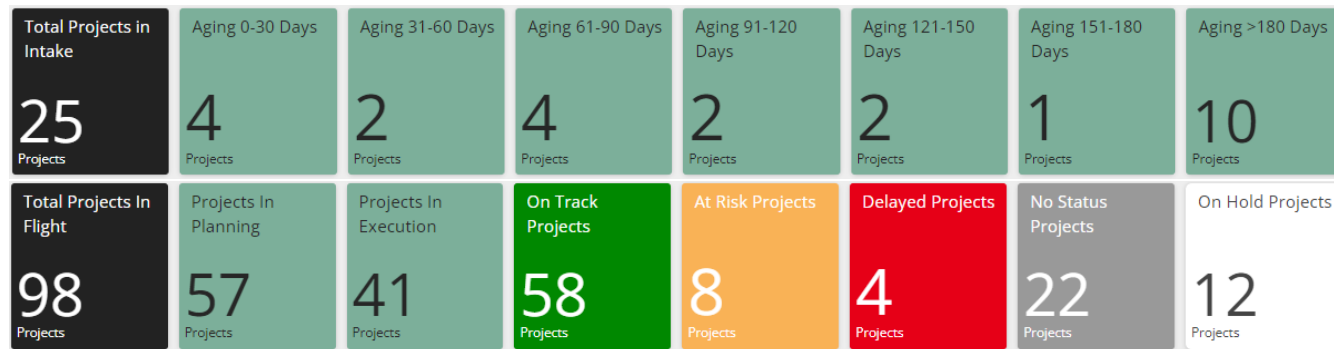 Total Projects in
Intake
25
Projects
Aging 0-30 Days
4
Projects
Aging 31-60 Days
2
Projects
Aging 61-90 Days
4
Projects
Aging 91-120
Days
2
Projects
Aging 121-150
Days
2
Projects
Aging 151-180
Days
1
Projects
Aging >180 Days
10
Projects
Total Projects In
Flight
98
Projects
Projects In
Planning
57
Projects
Projects In
Execution
41
Projects
On Track
Projects
58
Projects
At Risk Projects
8
Projects
Delayed Projects
4
Projects
No Status
Projects
22
Projects
On Hold Projects
12
Projects